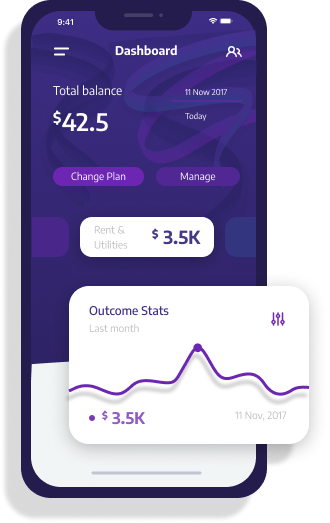 9:41
Dashboard
Total balance
11 Now 2017
$42.5
Today
Change Plan
Manage
Rent &
Utilities
$ 3.5K
Outcome Stats
Last month
$ 3.5K
11 Nov, 2017